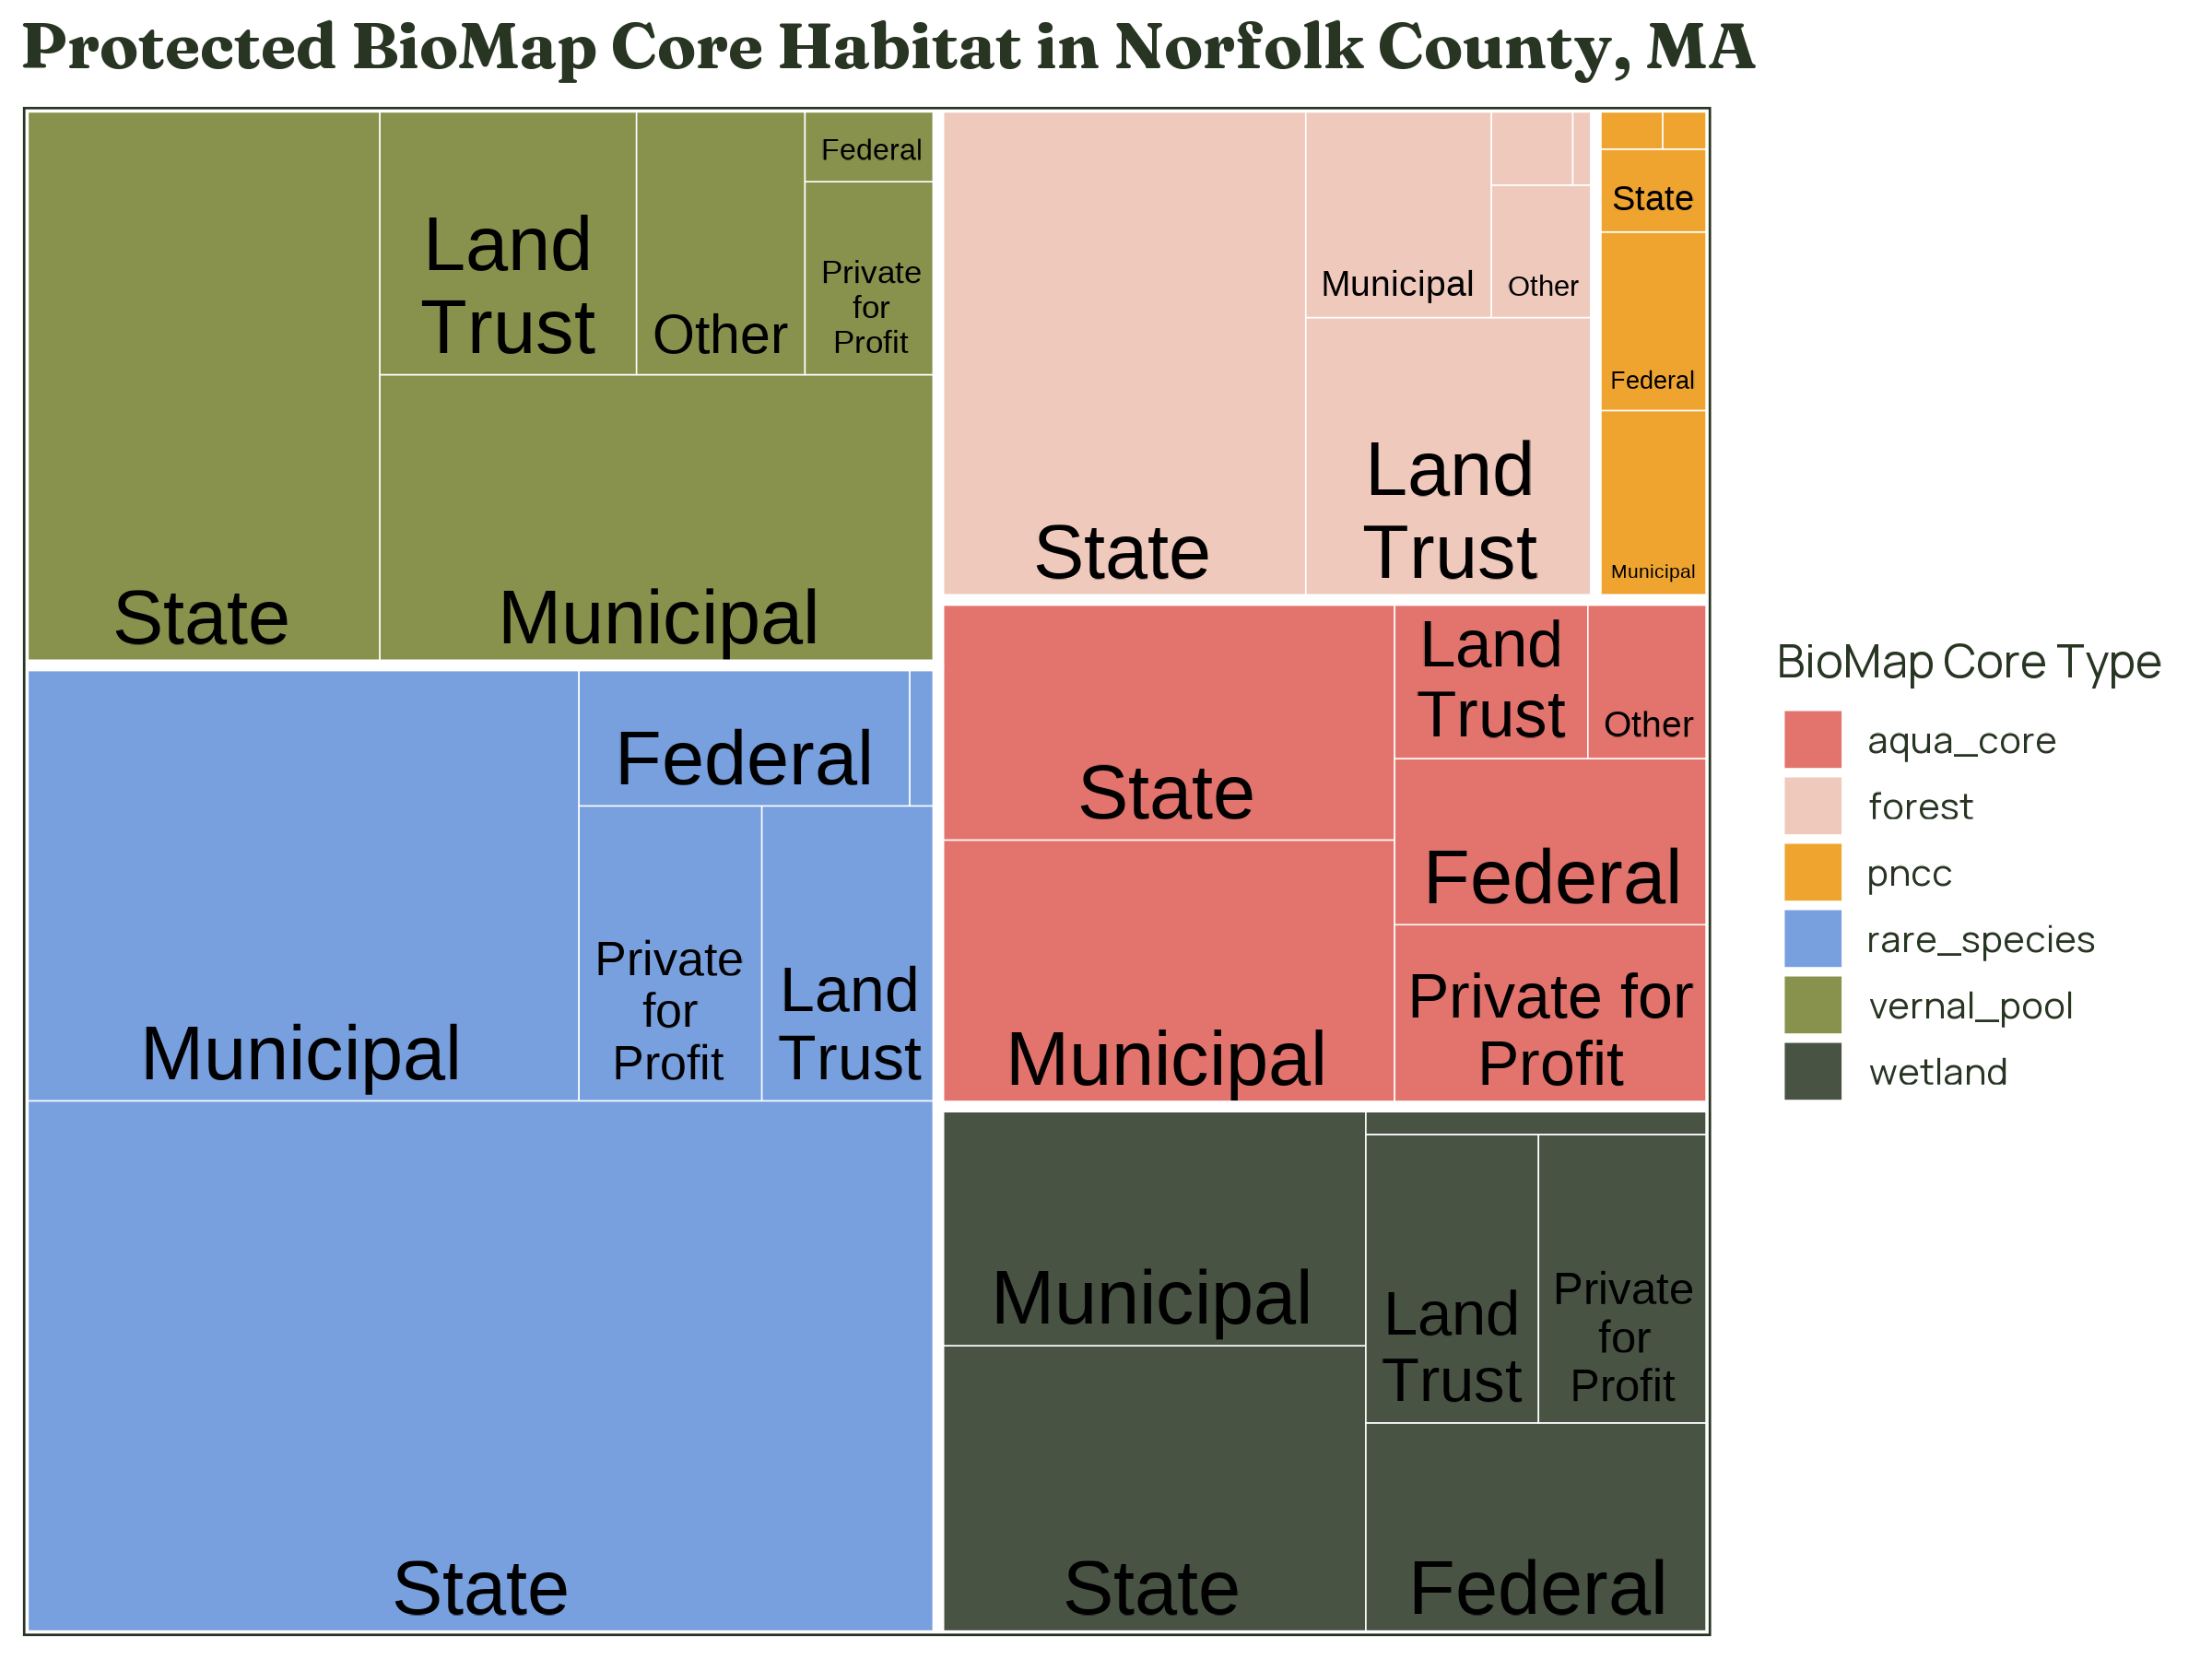 Protected BioMap Core Habitat in Norfolk County, MA
State
Land
Trust
Other
Federal
Private
for
Profit
Municipal
State
Municipal
Other
Land
Trust
State
Federal
Municipal
Municipal
Federal
Private
for
Profit
Land
Trust
State
State
Land
Trust
Other
Federal
Municipal
Private for
Profit
Municipal
Land
Trust
Private
for
Profit
State
Federal
BioMap Core Type
aqua_core
forest
pncc
rare_species
vernal_pool
wetland